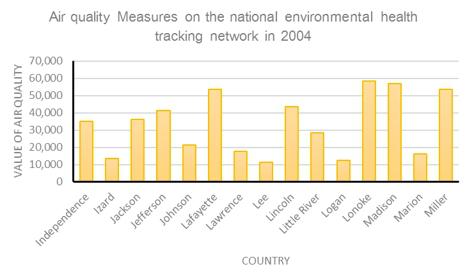 Air quality Measures on the national environmental health
tracking network in 2004
VALUE OF AIR QUALITY
70,000
60,000
50,000
40,000
30,000
20,000
10,000
0
Independence
Izard
Jackson
Jefferson
Johnson
Lafayette
Lawrence
Lee
Lincoln
Little River
Logan
Lonoke
Madison
Marion
Miller
COUNTRY